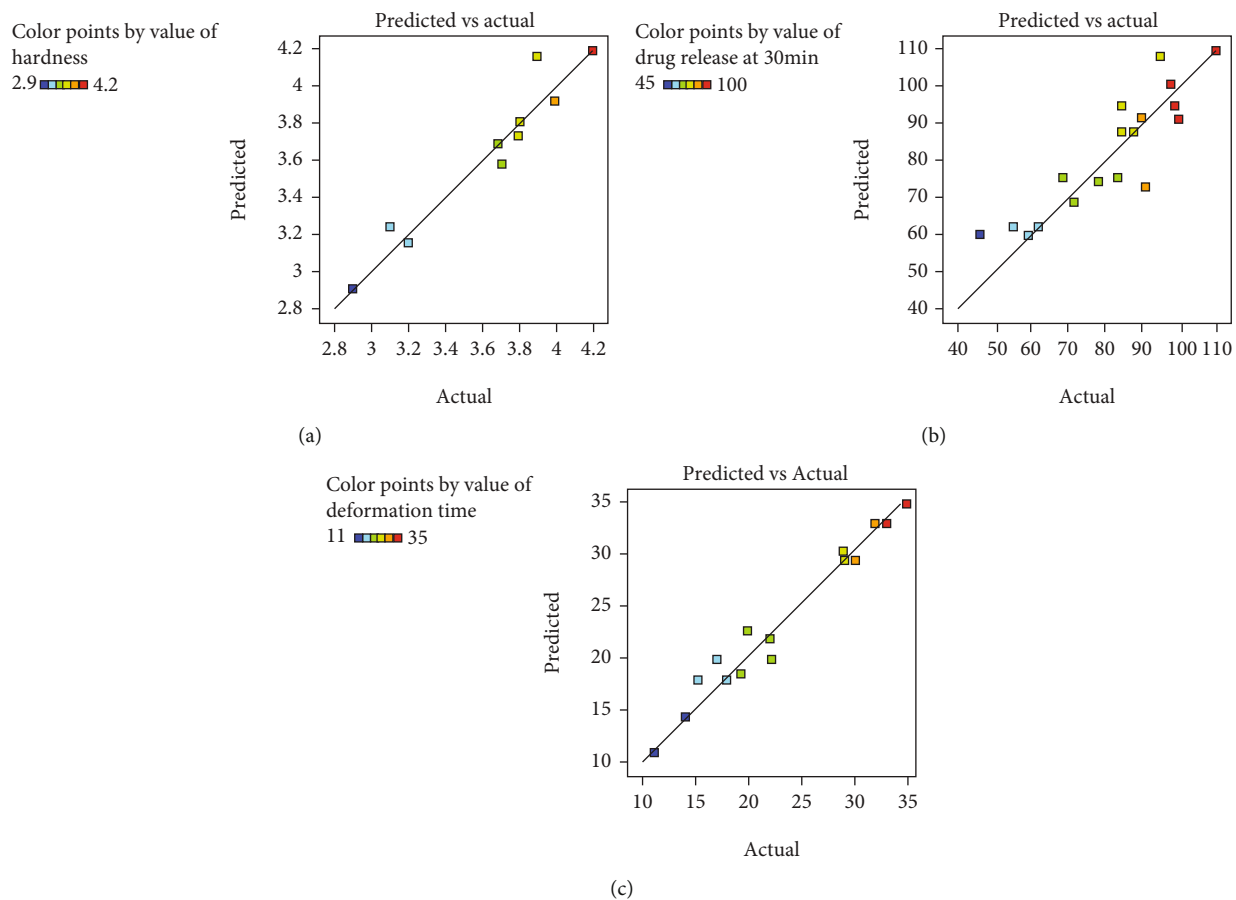 Color points by value of
hardness
2.9 4.2
Predicted vs actual
4.2
4
3.8
3.6
3.4
3.2
3
2.8
Predicted
2.8 3 3.2 3.4 3.6 3.8 4 4.2
Actual
(a)
Color points by value of
drug release at 30min
45 100
Predicted vs actual
110
100
90
80
70
60
50
40
Predicted
40 50 60 70 80 90 100 110
Actual
(b)
Color points by value of
deformation time
11 35
Predicted vs Actual
35
30
25
20
15
10
Predicted
10 15 20 25 30 35
Actual
(c)